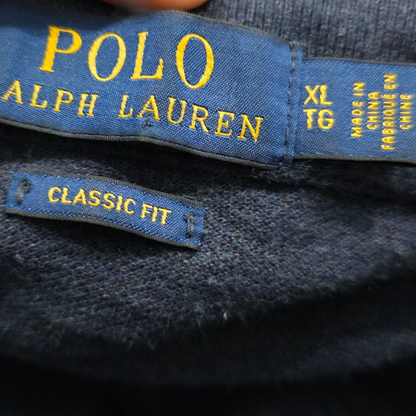 POLO
RALPH LAUREN
XL
TG
MADE IN
CHINA
FABRIQUÉ EN
CHINE
CLASSIC FIT